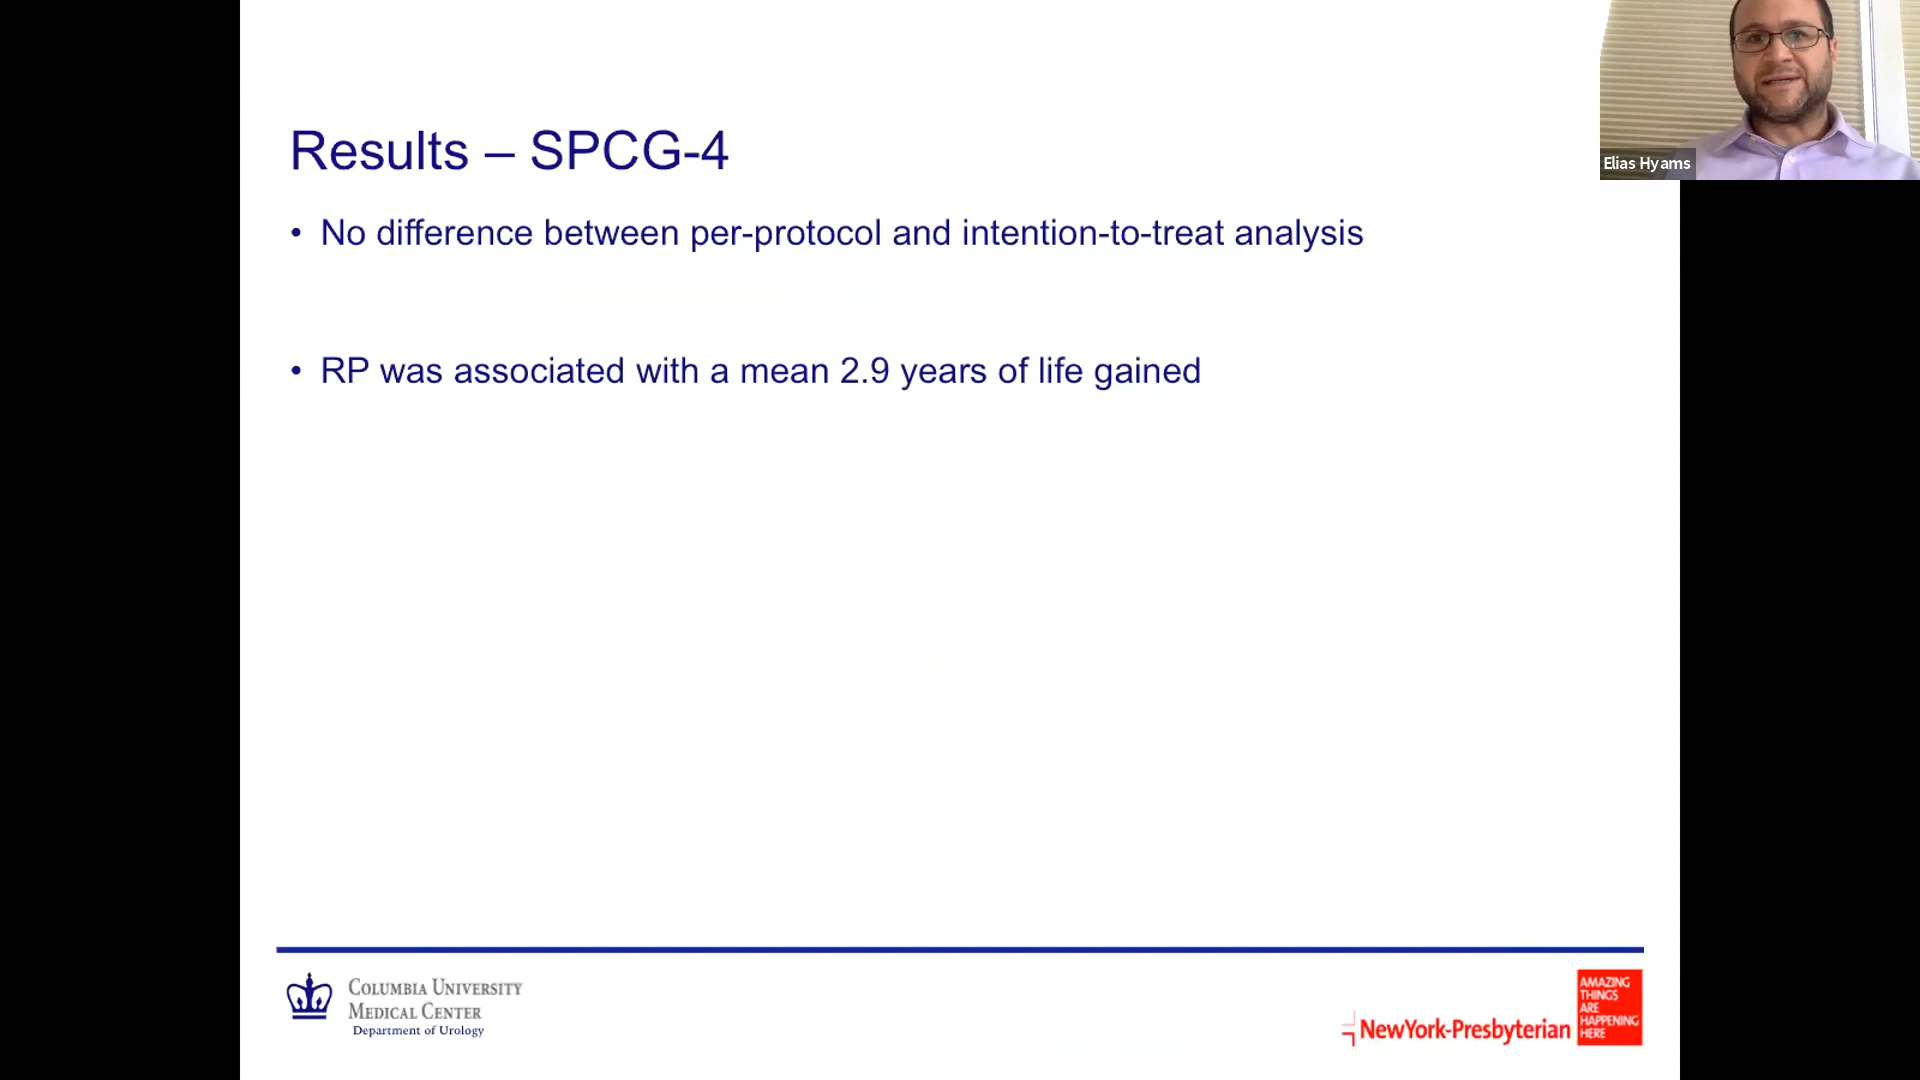 Results – SPCG-4
• No difference between per-protocol and intention-to-treat analysis
• RP was associated with a mean 2.9 years of life gained
Elias Hyams
COLUMBIA UNIVERSITY
MEDICAL CENTER
Department of Urology
NewYork-Presbyterian
AMAZING
THINGS
ARE
HAPPENING
HERE